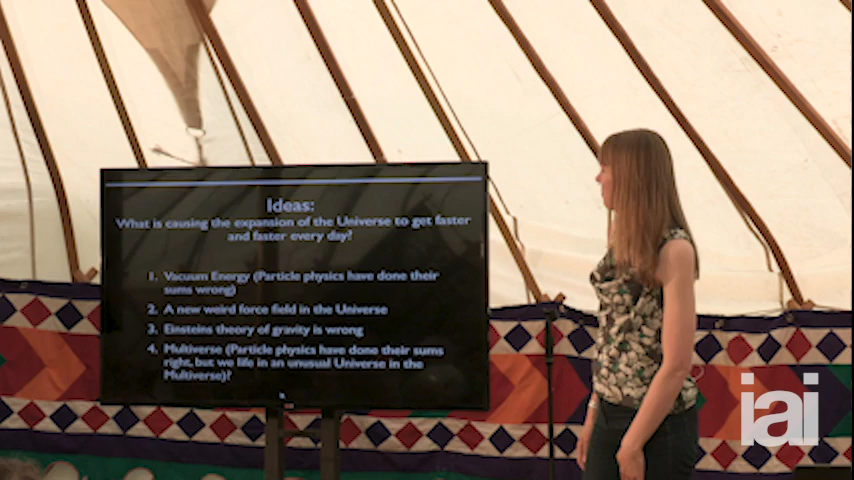 Ideas:
What is causing the expansion of the Universe to get faster
and faster every day?
1. Vacuum Energy (Particle physics have done their
sums wrong)
2. A new weird force field in the Universe
3. Einsteins theory of gravity is wrong
4. Multiverse (Particle physics have done their sums
right, but we life in an unusual Universe in the
Multiverse)?
iai